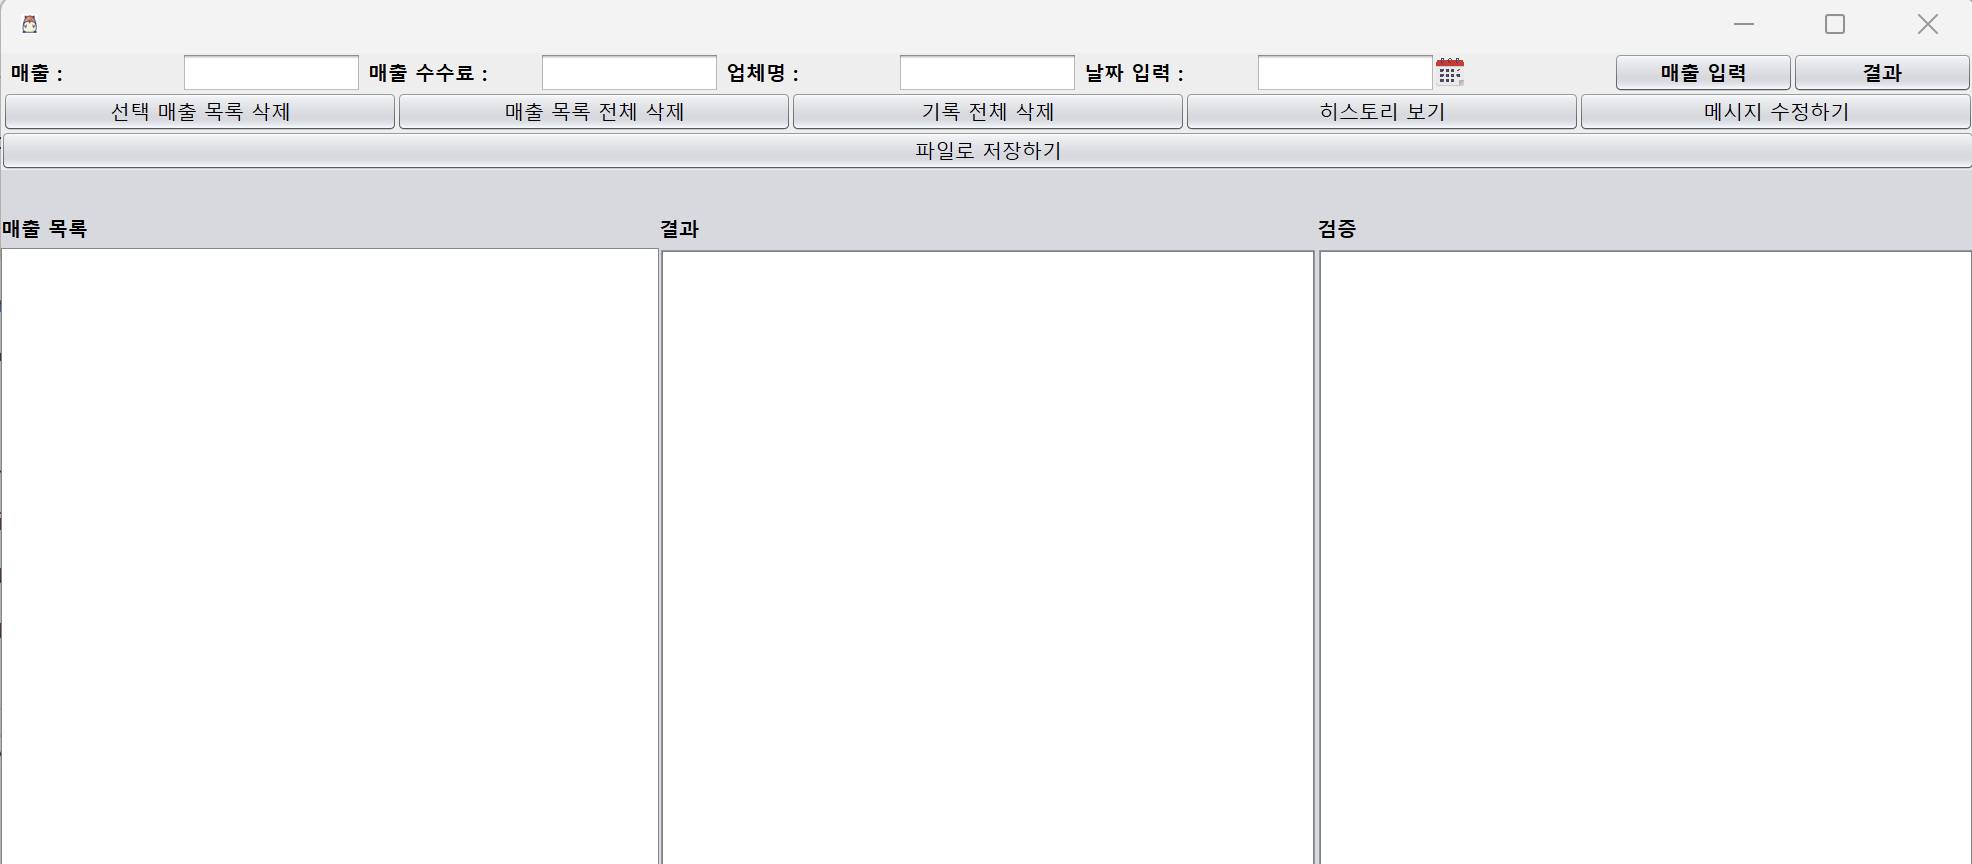 매출 : 매출 수수료 : 업체명 : 날짜 입력 : 매출 입력 결과
선택 매출 목록 삭제 매출 목록 전체 삭제 기록 전체 삭제 히스토리 보기 메시지 수정하기
파일로 저장하기
매출 목록 결과 검증